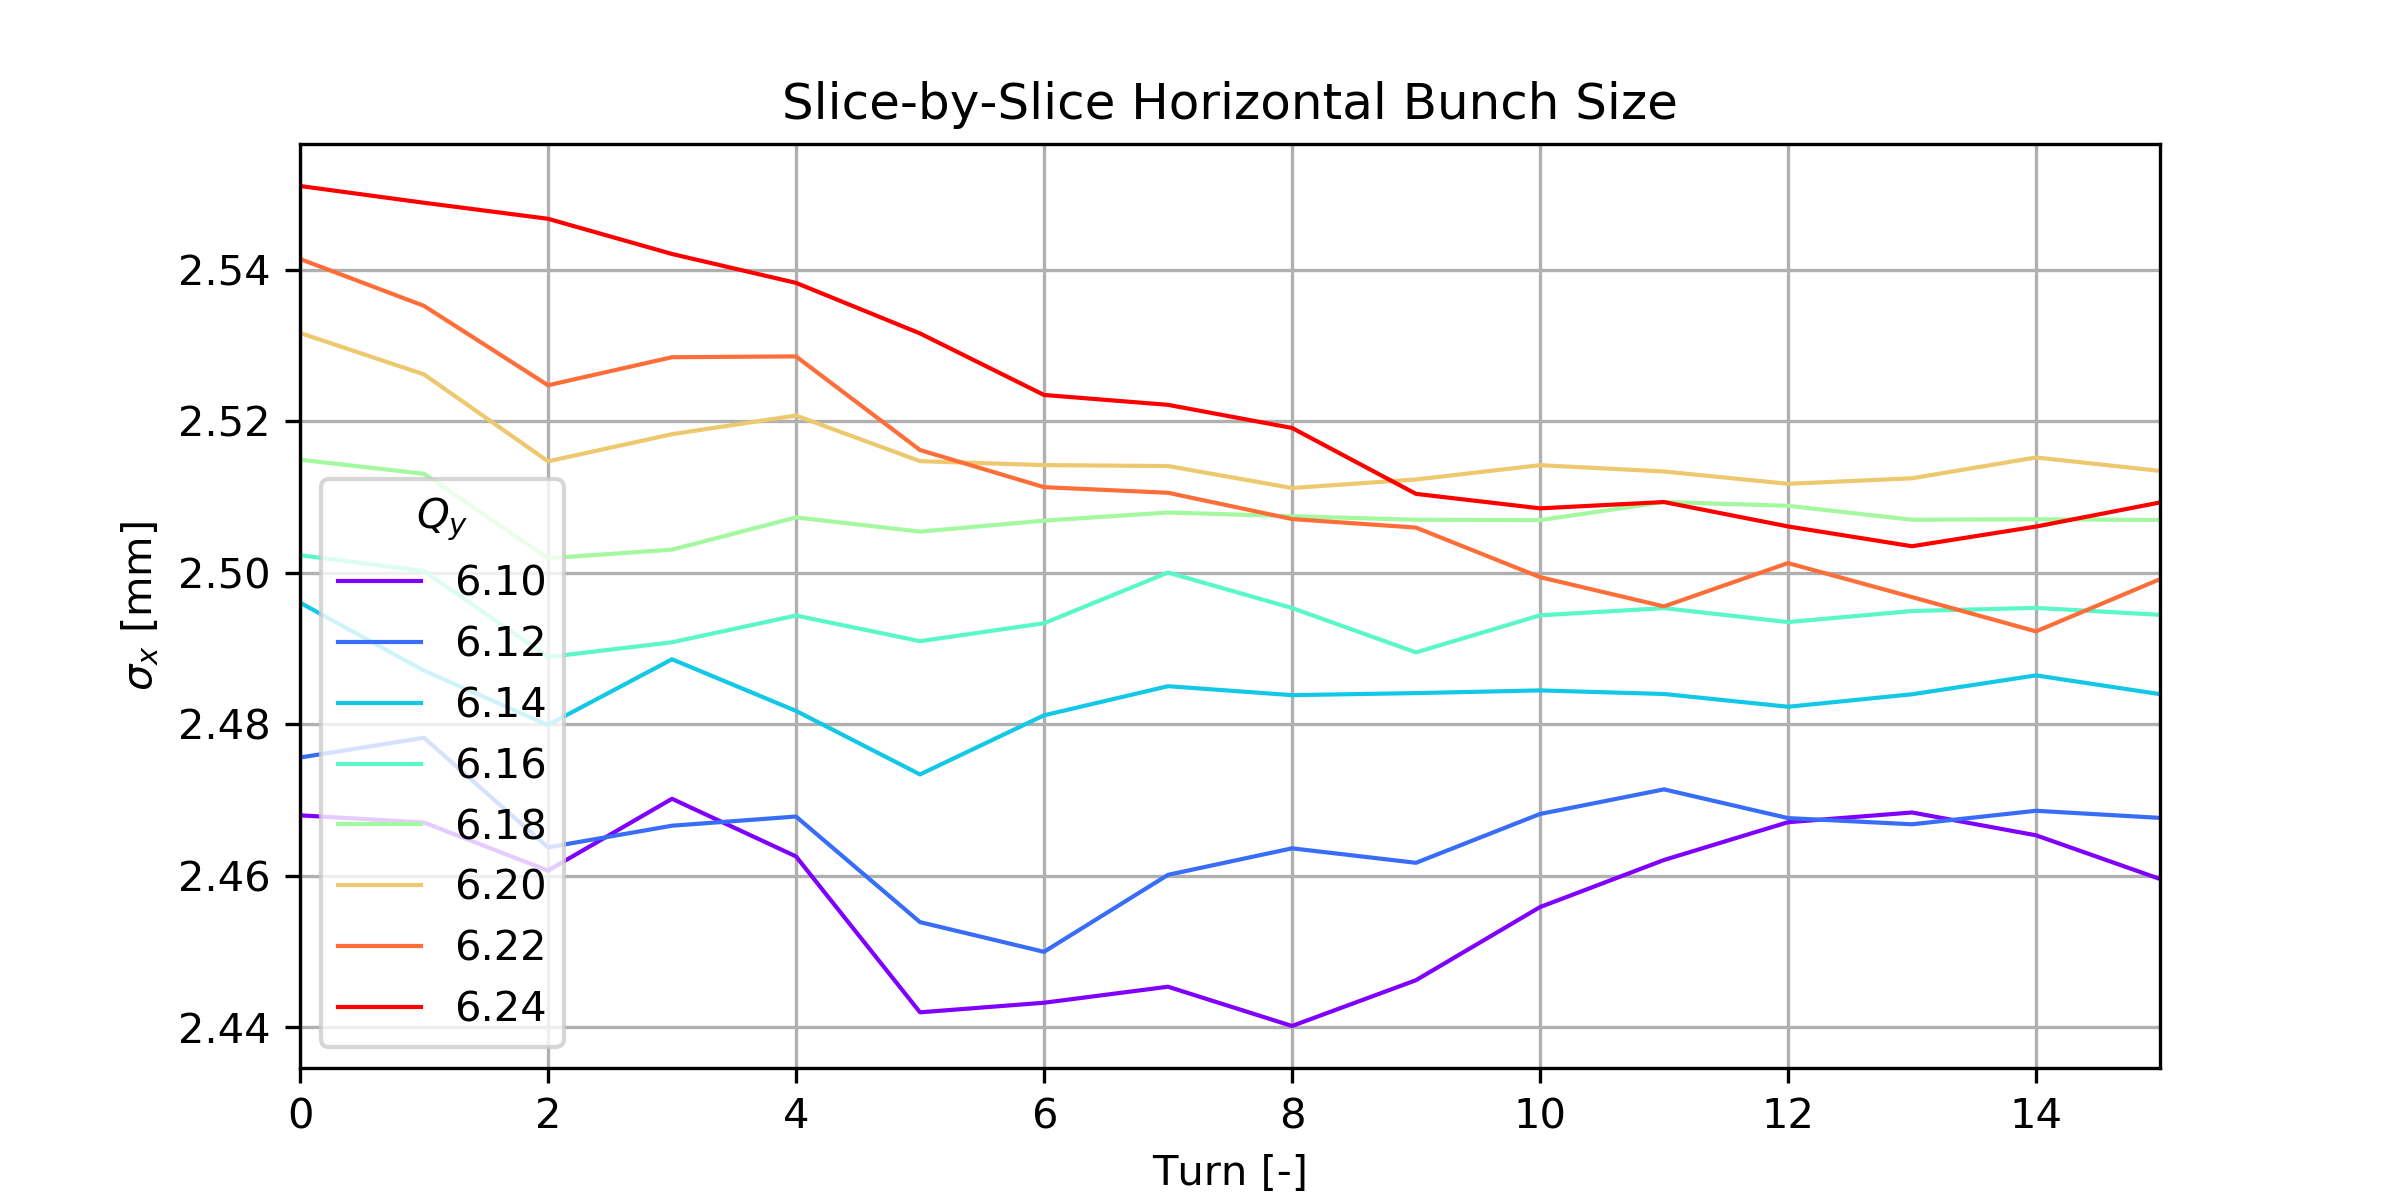 Slice-by-Slice Horizontal Bunch Size
σx [mm]
2.54
2.52
2.50
2.48
2.46
2.44
Qy
6.10
6.12
6.14
6.16
6.18
6.20
6.22
6.24
0 2 4 6 8 10 12 14
Turn [-]